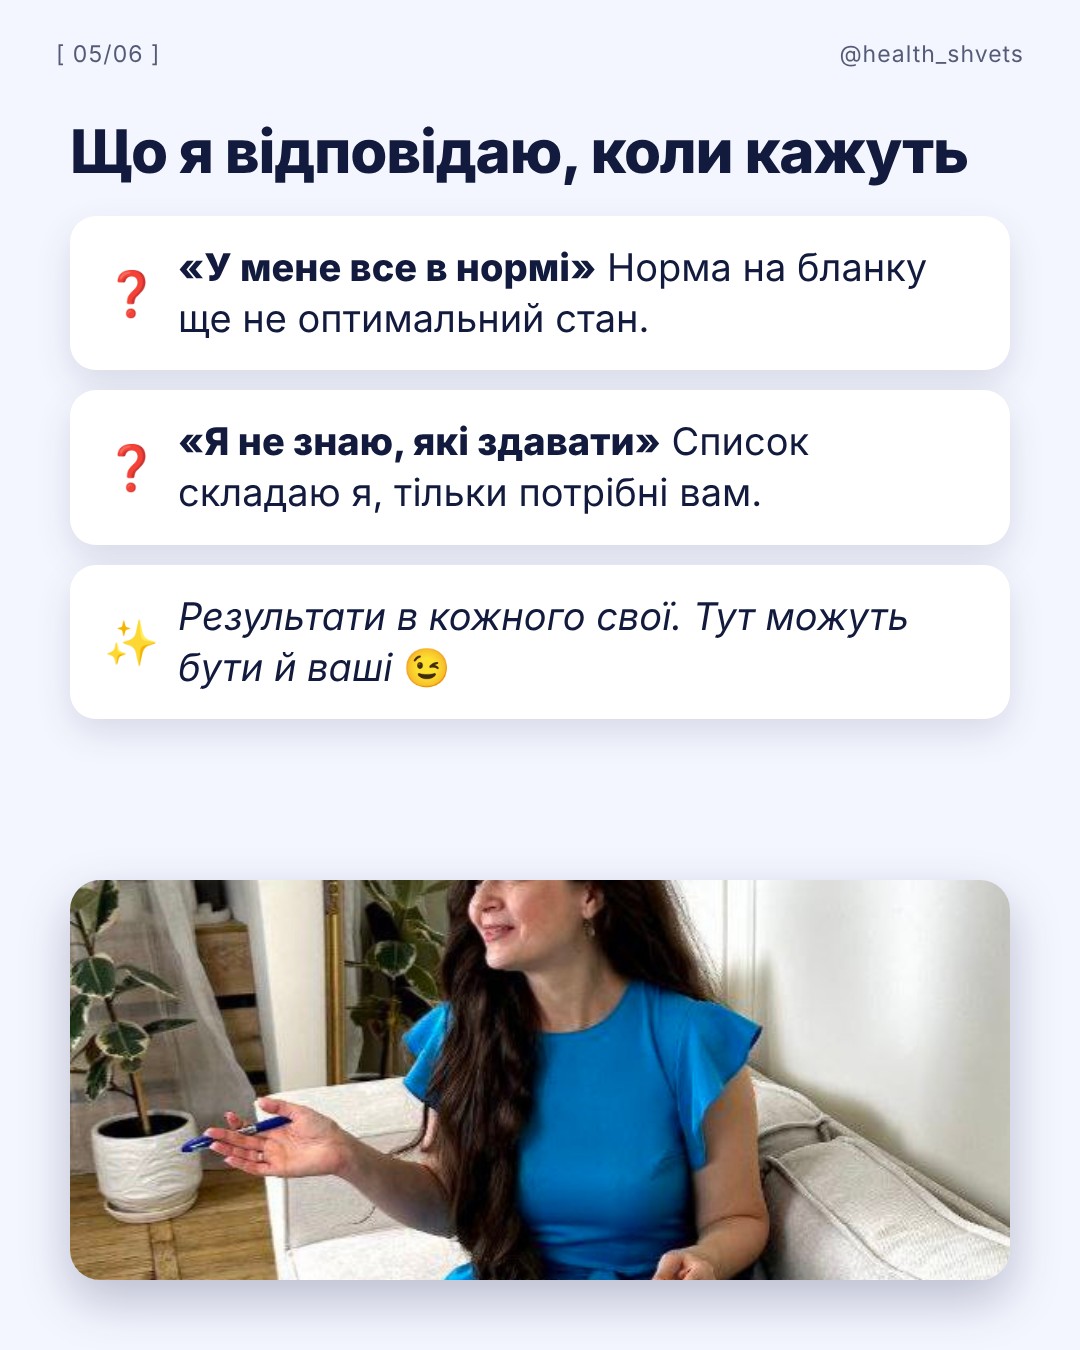 [ 05/06 ]
@health_shvets
Що я відповідаю, коли кажуть
❓ «У мене все в нормі» Норма на бланку
ще не оптимальний стан.
❓ «Я не знаю, які здавати» Список
складаю я, тільки потрібні вам.
✨ Результати в кожного свої. Тут можуть
бути й ваші 😉